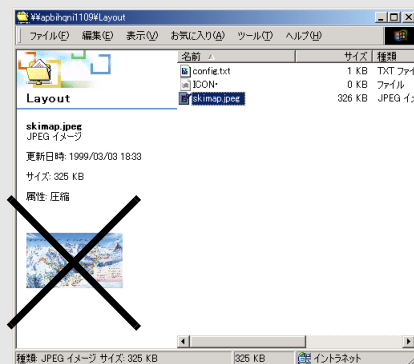 ¥¥apbihqni1109¥Layout
ファイル(F) 編集(E) 表示(V) お気に入り(A) ツール(T) ヘルプ(H)
名前 サイズ 種類
config.txt 1 KB TXT ファイ
ICON・ 0 KB ファイル
skimap.jpeg 326 KB JPEG イメ
Layout
skimap.jpeg
JPEG イメージ
更新日時: 1999/03/03 18:33
サイズ: 325 KB
属性: 圧縮
種類: JPEG イメージ サイズ: 325 KB 325 KB イントラネット